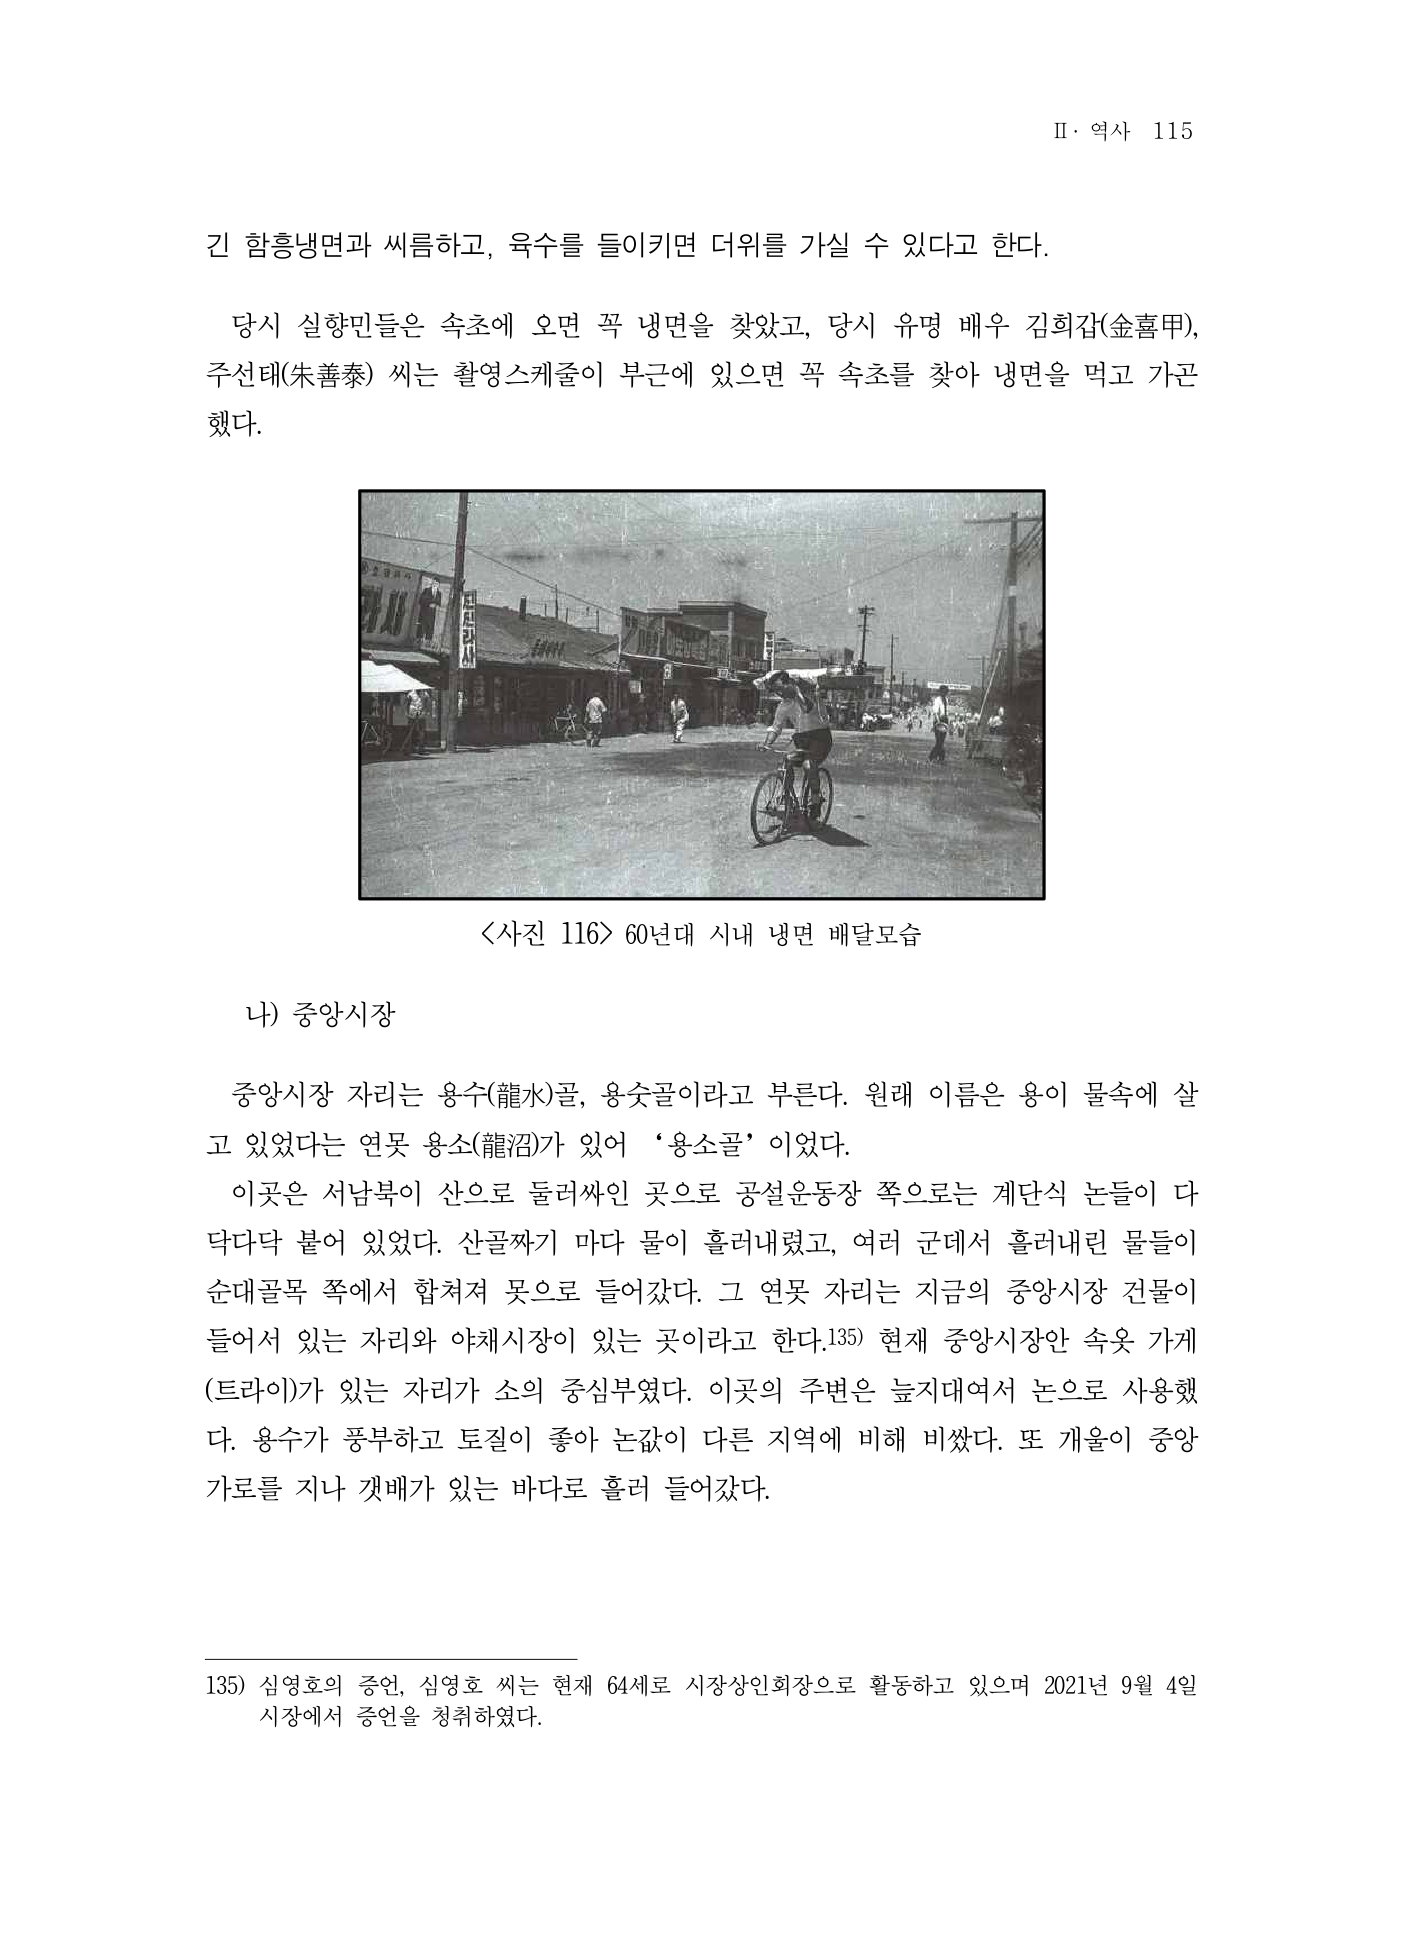 Ⅱ· 역사 115
긴 함흥냉면과 씨름하고, 육수를 들이키면 더위를 가실 수 있다고 한다.
당시 실향민들은 속초에 오면 꼭 냉면을 찾았고, 당시 유명 배우 김희갑(金喜甲),
주선태(朱善泰) 씨는 촬영스케줄이 부근에 있으면 꼭 속초를 찾아 냉면을 먹고 가곤
했다.
<사진 116> 60년대 시내 냉면 배달모습
나) 중앙시장
중앙시장 자리는 용수(龍水)골, 용숫골이라고 부른다. 원래 이름은 용이 물속에 살
고 있었다는 연못 용소(龍沼)가 있어 ‘용소골’이었다.
이곳은 서남북이 산으로 둘러싸인 곳으로 공설운동장 쪽으로는 계단식 논들이 다
닥다닥 붙어 있었다. 산골짜기 마다 물이 흘러내렸고, 여러 군데서 흘러내린 물들이
순대골목 쪽에서 합쳐져 못으로 들어갔다. 그 연못 자리는 지금의 중앙시장 건물이
들어서 있는 자리와 야채시장이 있는 곳이라고 한다.135) 현재 중앙시장안 속옷 가게
(트라이)가 있는 자리가 소의 중심부였다. 이곳의 주변은 늪지대여서 논으로 사용했
다. 용수가 풍부하고 토질이 좋아 논값이 다른 지역에 비해 비쌌다. 또 개울이 중앙
가로를 지나 갯배가 있는 바다로 흘러 들어갔다.
135) 심영호의 증언, 심영호 씨는 현재 64세로 시장상인회장으로 활동하고 있으며 2021년 9월 4일
시장에서 증언을 청취하였다.